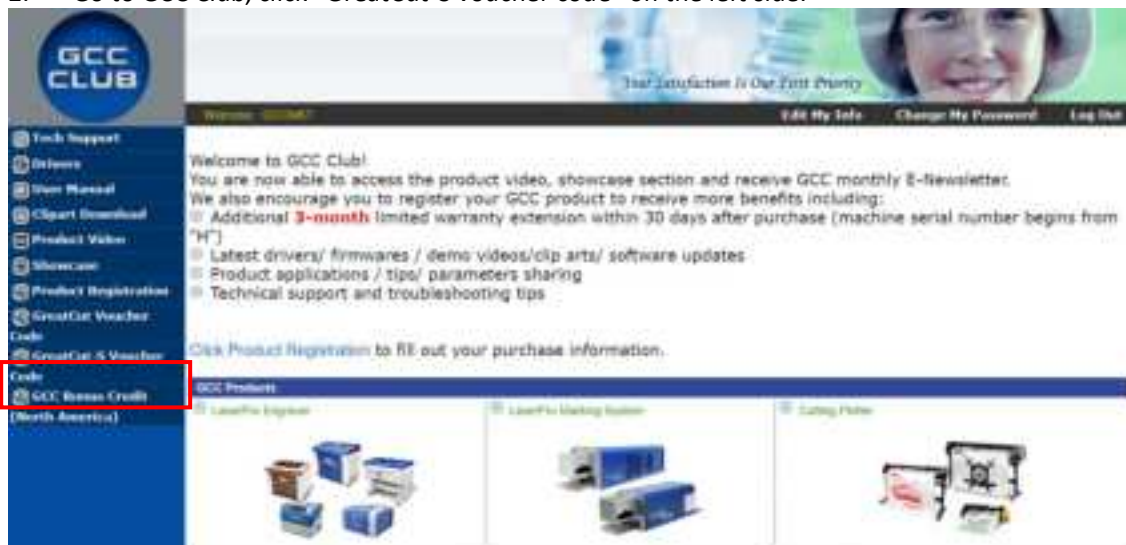 2. Go to GCC Club, click "GreatCut-S Voucher Code" on the left side.
GCC
CLUB
Your Satisfaction Is Our First Priority
Welcome
Edit My Info Change My Password Log Out
Tech Support
Drivers
User Manual
Clipart Download
Product Video
Showcase
Product Registration
GreatCut Voucher
Code
GreatCut-S Voucher
Code
GCC Bonus Credit
(North America)
Welcome to GCC Club!
You are now able to access the product video, showcase section and receive GCC monthly E-Newsletter.
We also encourage you to register your GCC product to receive more benefits including:
Additional 3-month limited warranty extension within 30 days after purchase (machine serial number begins from
"H")
Latest drivers/ firmwares / demo videos/clip arts/ software updates
Product applications / tips/ parameters sharing
Technical support and troubleshooting tips
Click Product Registration to fill out your purchase information.
GCC Products
LaserPro Engraver
LaserPro Marking System
Cutting Plotter